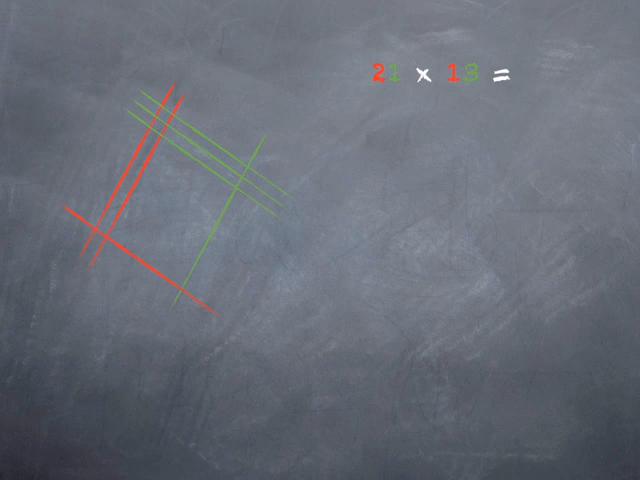 21 × 13 =